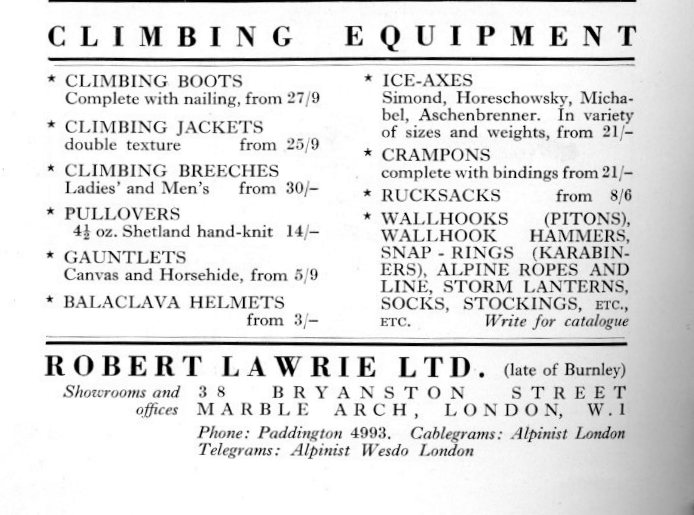 CLIMBING EQUIPMENT
* CLIMBING BOOTS
Complete with nailing, from 27/9
* CLIMBING JACKETS
double texture from 25/9
* CLIMBING BREECHES
Ladies' and Men's from 30/–
* PULLOVERS
4½ oz. Shetland hand-knit 14/–
* GAUNTLETS
Canvas and Horsehide, from 5/9
* BALACLAVA HELMETS
from 3/–
* ICE-AXES
Simond, Horeschowsky, Micha-
bel, Aschenbrenner. In variety
of sizes and weights, from 21/–
* CRAMPONS
complete with bindings from 21/–
* RUCKSACKS from 8/6
* WALLHOOKS (PITONS),
WALLHOOK HAMMERS,
SNAP-RINGS (KARABIN-
ERS), ALPINE ROPES AND
LINE, STORM LANTERNS,
SOCKS, STOCKINGS, ETC.,
ETC. Write for catalogue
ROBERT LAWRIE LTD. (late of Burnley)
Showrooms and offices
38 BRYANSTON STREET
MARBLE ARCH, LONDON, W.1
Phone: Paddington 4993. Cablegrams: Alpinist London
Telegrams: Alpinist Wesdo London